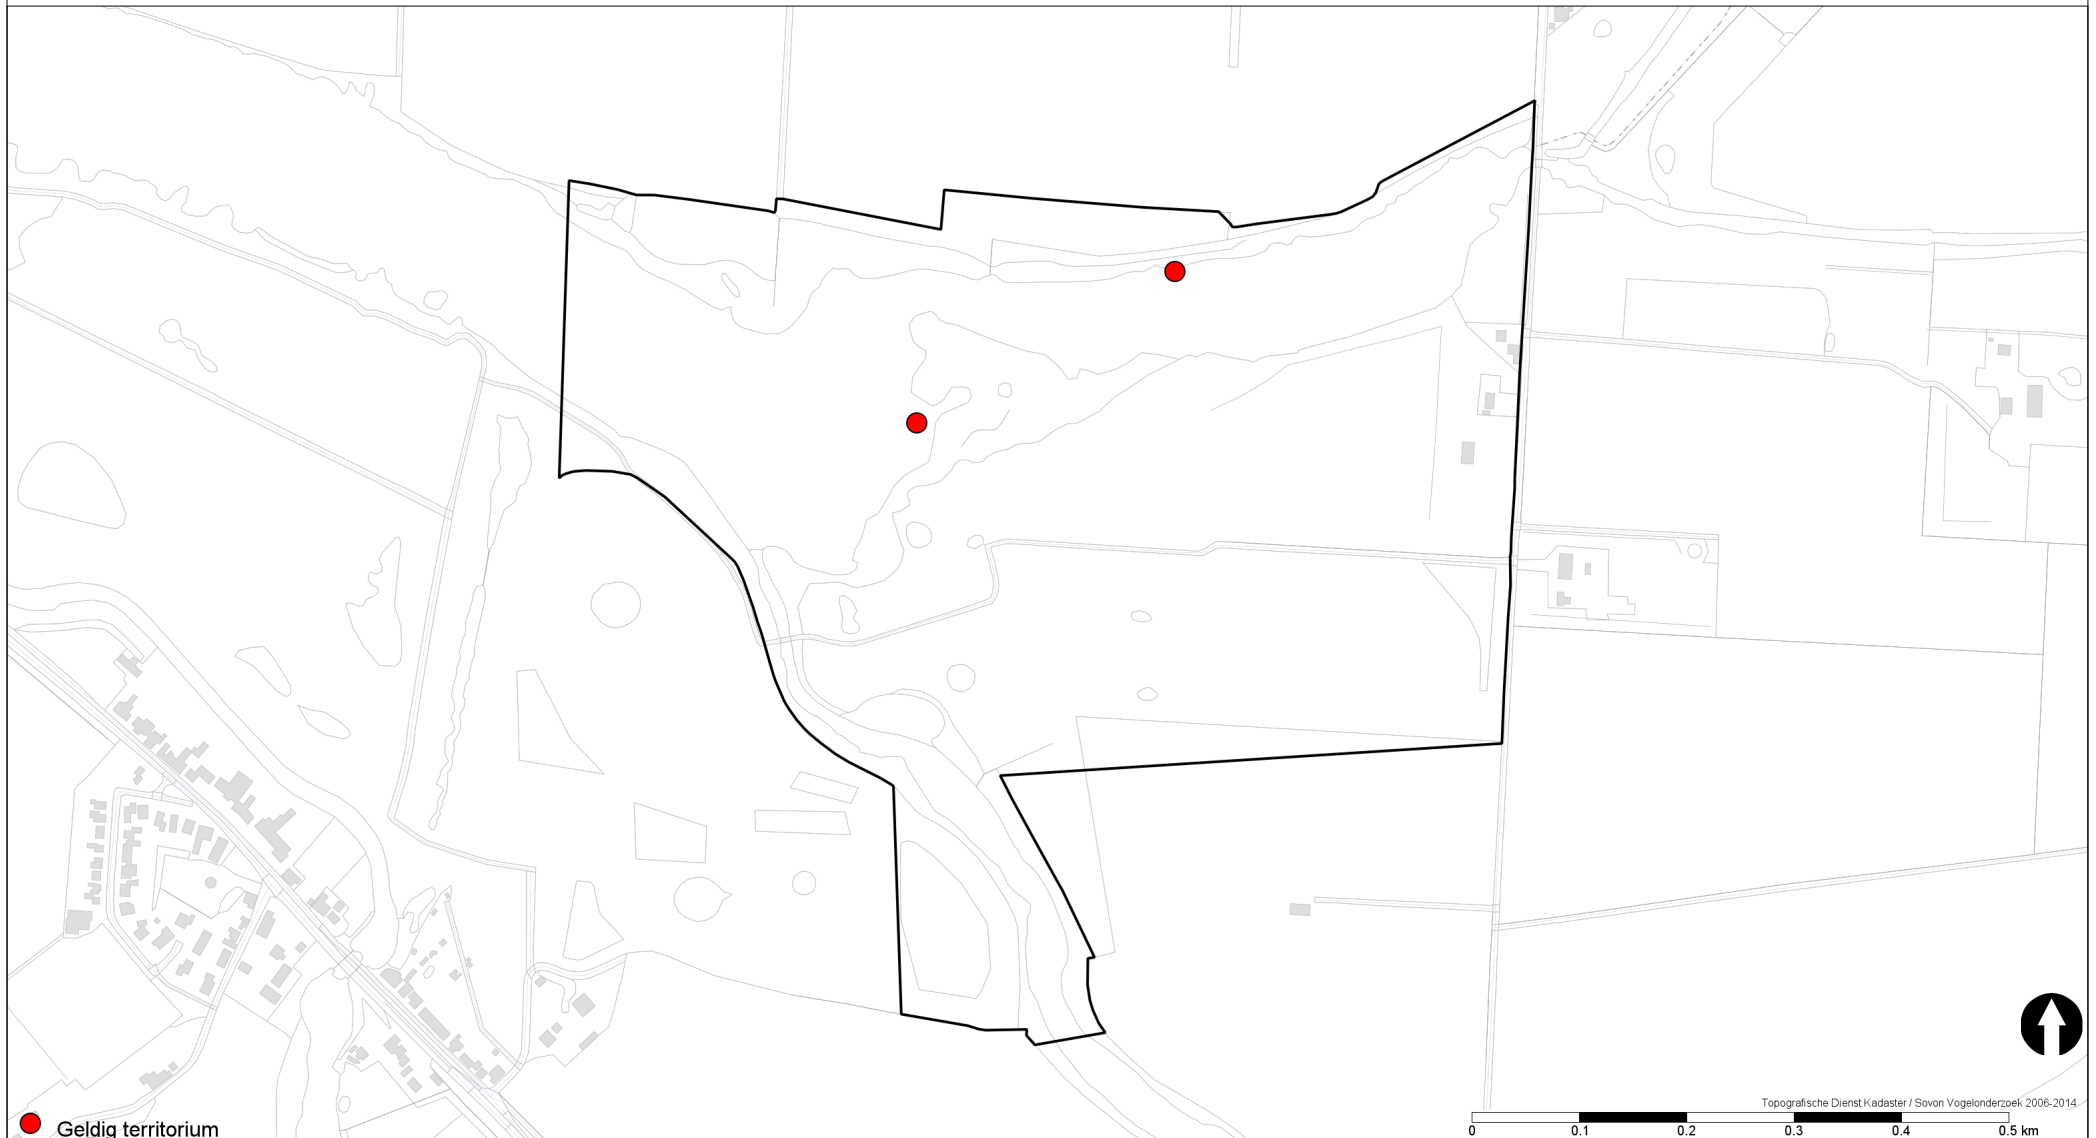 Topografische Dienst Kadaster / Sovon Vogelonderzoek 2006-2014
0 0.1 0.2 0.3 0.4 0.5 km
Geldig territorium